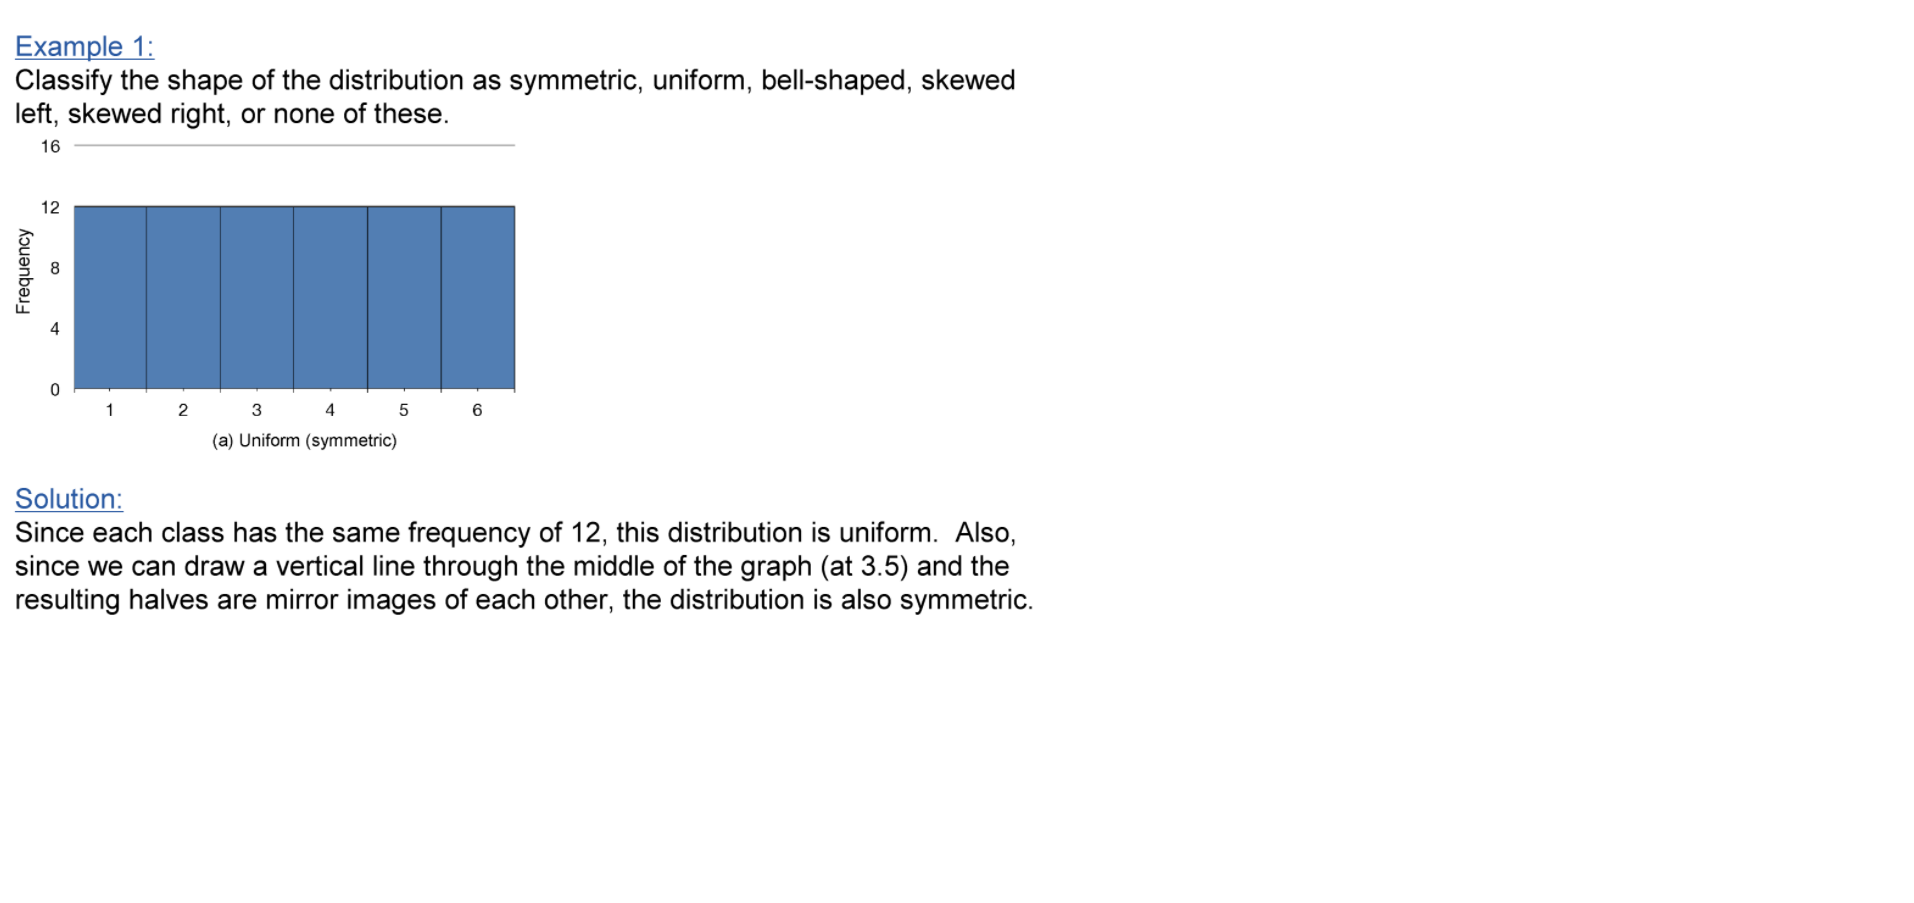 Example 1:
Classify the shape of the distribution as symmetric, uniform, bell-shaped, skewed
left, skewed right, or none of these.
16
12
8
4
0
Frequency
1 2 3 4 5 6
(a) Uniform (symmetric)
Solution:
Since each class has the same frequency of 12, this distribution is uniform.  Also,
since we can draw a vertical line through the middle of the graph (at 3.5) and the
resulting halves are mirror images of each other, the distribution is also symmetric.